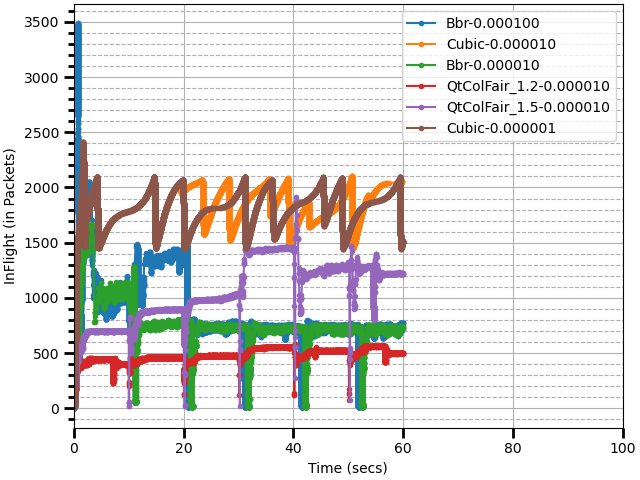 InFlight (in Packets)
3500
3000
2500
2000
1500
1000
500
0
0 20 40 60 80 100
Time (secs)
Bbr-0.000100
Cubic-0.000010
Bbr-0.000010
QtColFair_1.2-0.000010
QtColFair_1.5-0.000010
Cubic-0.000001